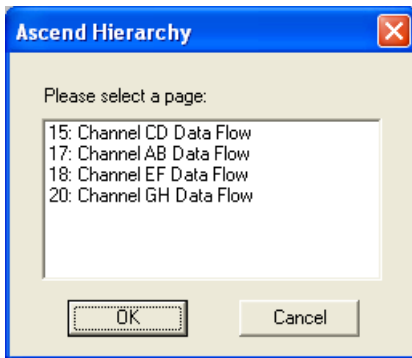 Ascend Hierarchy
Please select a page:
15: Channel CD Data Flow
17: Channel AB Data Flow
18: Channel EF Data Flow
20: Channel GH Data Flow
OK
Cancel